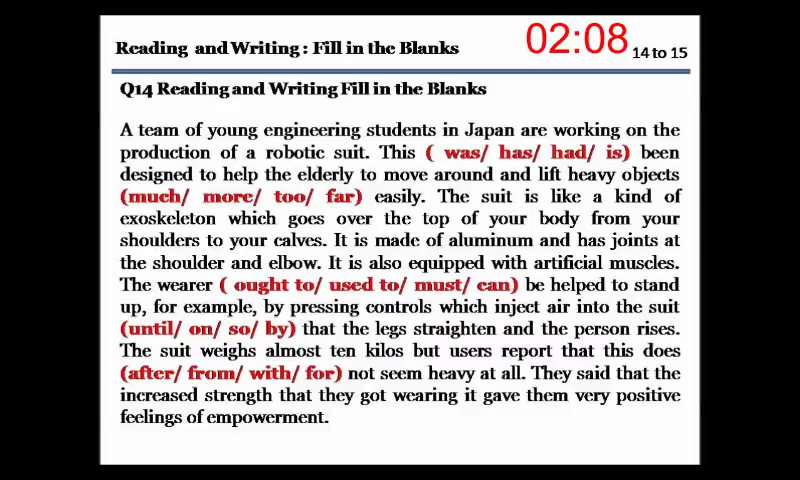 Reading and Writing : Fill in the Blanks
02:08
14 to 15
Q14 Reading and Writing Fill in the Blanks
A team of young engineering students in Japan are working on the
production of a robotic suit. This ( was/ has/ had/ is) been
designed to help the elderly to move around and lift heavy objects
(much/ more/ too/ far) easily. The suit is like a kind of
exoskeleton which goes over the top of your body from your
shoulders to your calves. It is made of aluminum and has joints at
the shoulder and elbow. It is also equipped with artificial muscles.
The wearer ( ought to/ used to/ must/ can) be helped to stand
up, for example, by pressing controls which inject air into the suit
(until/ on/ so/ by) that the legs straighten and the person rises.
The suit weighs almost ten kilos but users report that this does
(after/ from/ with/ for) not seem heavy at all. They said that the
increased strength that they got wearing it gave them very positive
feelings of empowerment.